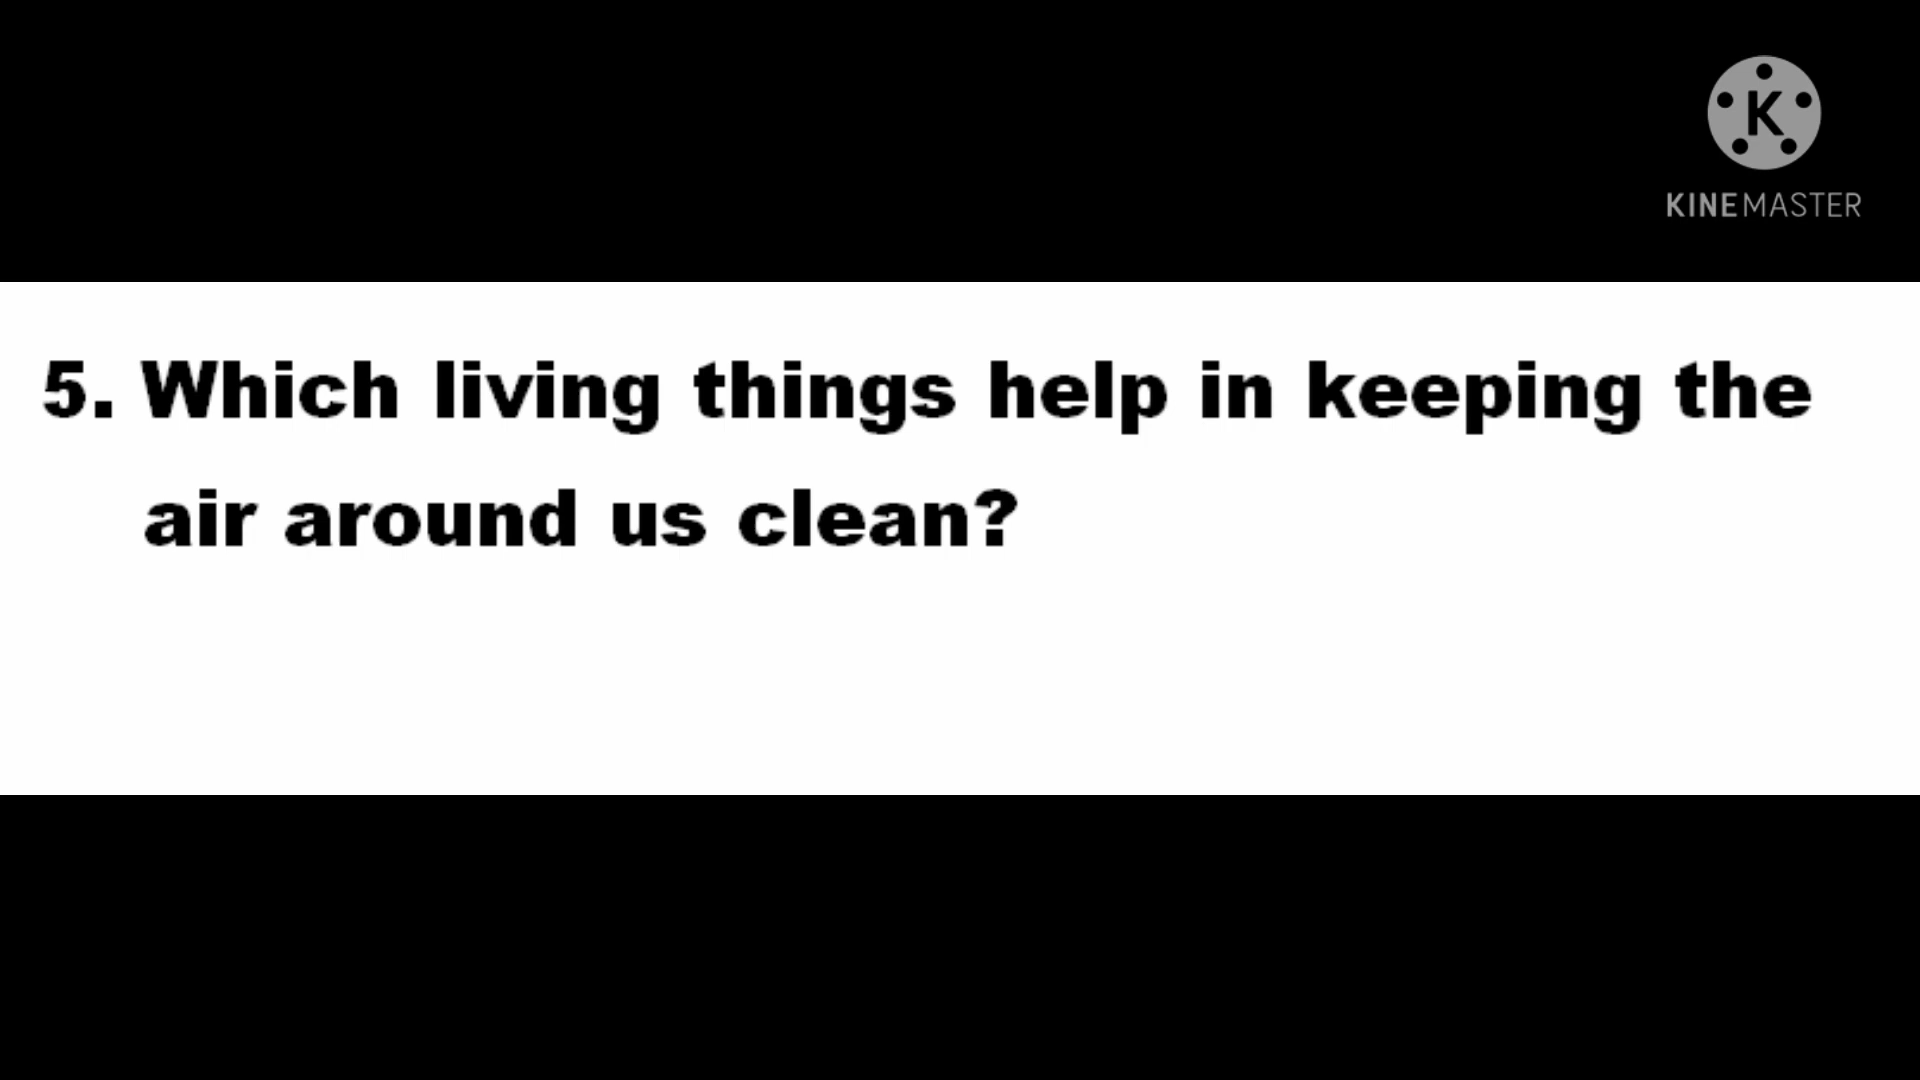 K
KINEMASTER
5. Which living things help in keeping the
air around us clean?